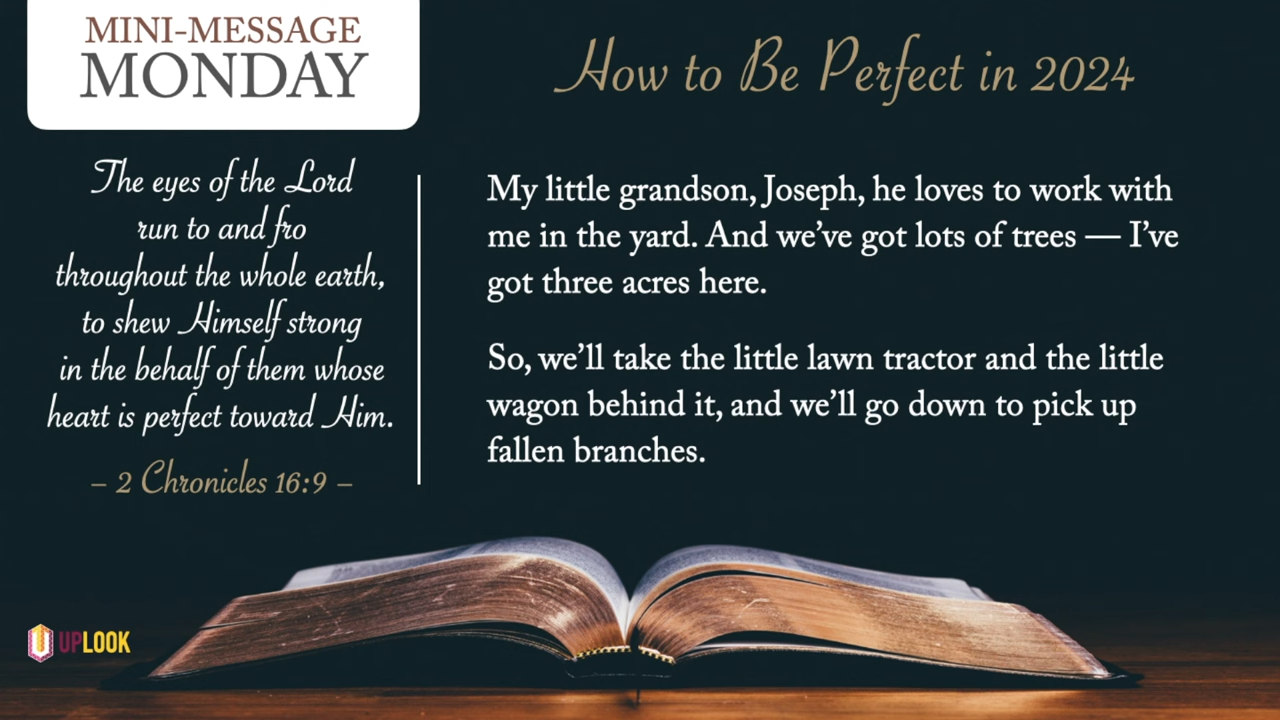 MINI-MESSAGE
MONDAY
How to Be Perfect in 2024
The eyes of the Lord
run to and fro
throughout the whole earth,
to shew Himself strong
in the behalf of them whose
heart is perfect toward Him.
– 2 Chronicles 16:9 –
My little grandson, Joseph, he loves to work with
me in the yard. And we’ve got lots of trees — I’ve
got three acres here.
So, we’ll take the little lawn tractor and the little
wagon behind it, and we’ll go down to pick up
fallen branches.
UPLOOK